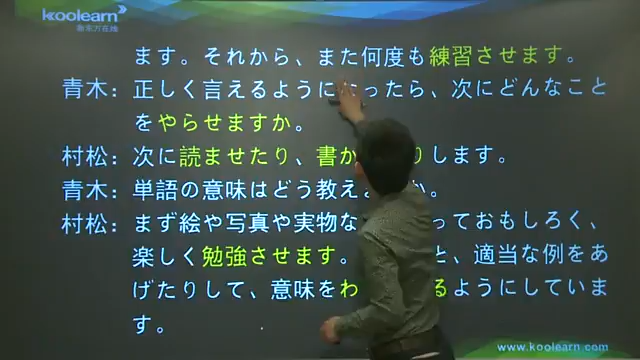 koolearn
新东方在线
ます。それから、また何度も練習させます。
青木：正しく言えるようになったら、次にどんなこと
をやらせますか。
村松：次に読ませたり、書か りします。
青木：単語の意味はどう教え か。
村松：まず絵や写真や実物な っておもしろく、
楽しく勉強させます。 と、適当な例をあ
げたりして、意味をわ るようにしていま
す。
www.koolearn.com